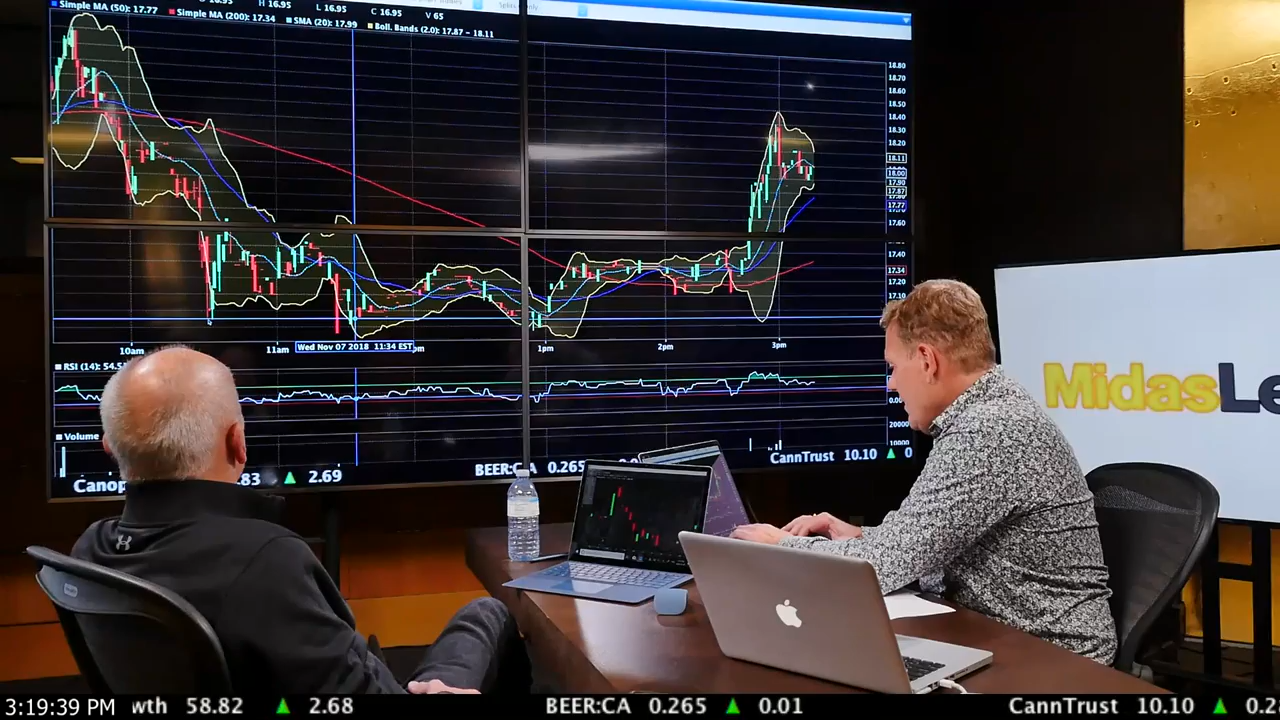 Simple MA (50): 17.77 Simple MA (200): 17.34 SMA (20): 17.99 Boll. Bands (2.0): 17.87 - 18.11
H 16.95 L 16.95 C 16.95 V 65
18.80
18.70
18.60
18.50
18.40
18.30
18.20
18.11
18.00
17.90
17.87
17.77
17.60
17.40
17.34
17.20
17.10
10am 11am Wed Nov 07 2018 11:34 EST pm 1pm 2pm 3pm
RSI (14): 54.5
0.00
Volume
20000
10000
Canop .83 ▲ 2.69 BEER:CA 0.265 CannTrust 10.10 ▲ 0
MidasLe
3:19:39 PM wth 58.82 ▲ 2.68 BEER:CA 0.265 ▲ 0.01 CannTrust 10.10 ▲ 0.2